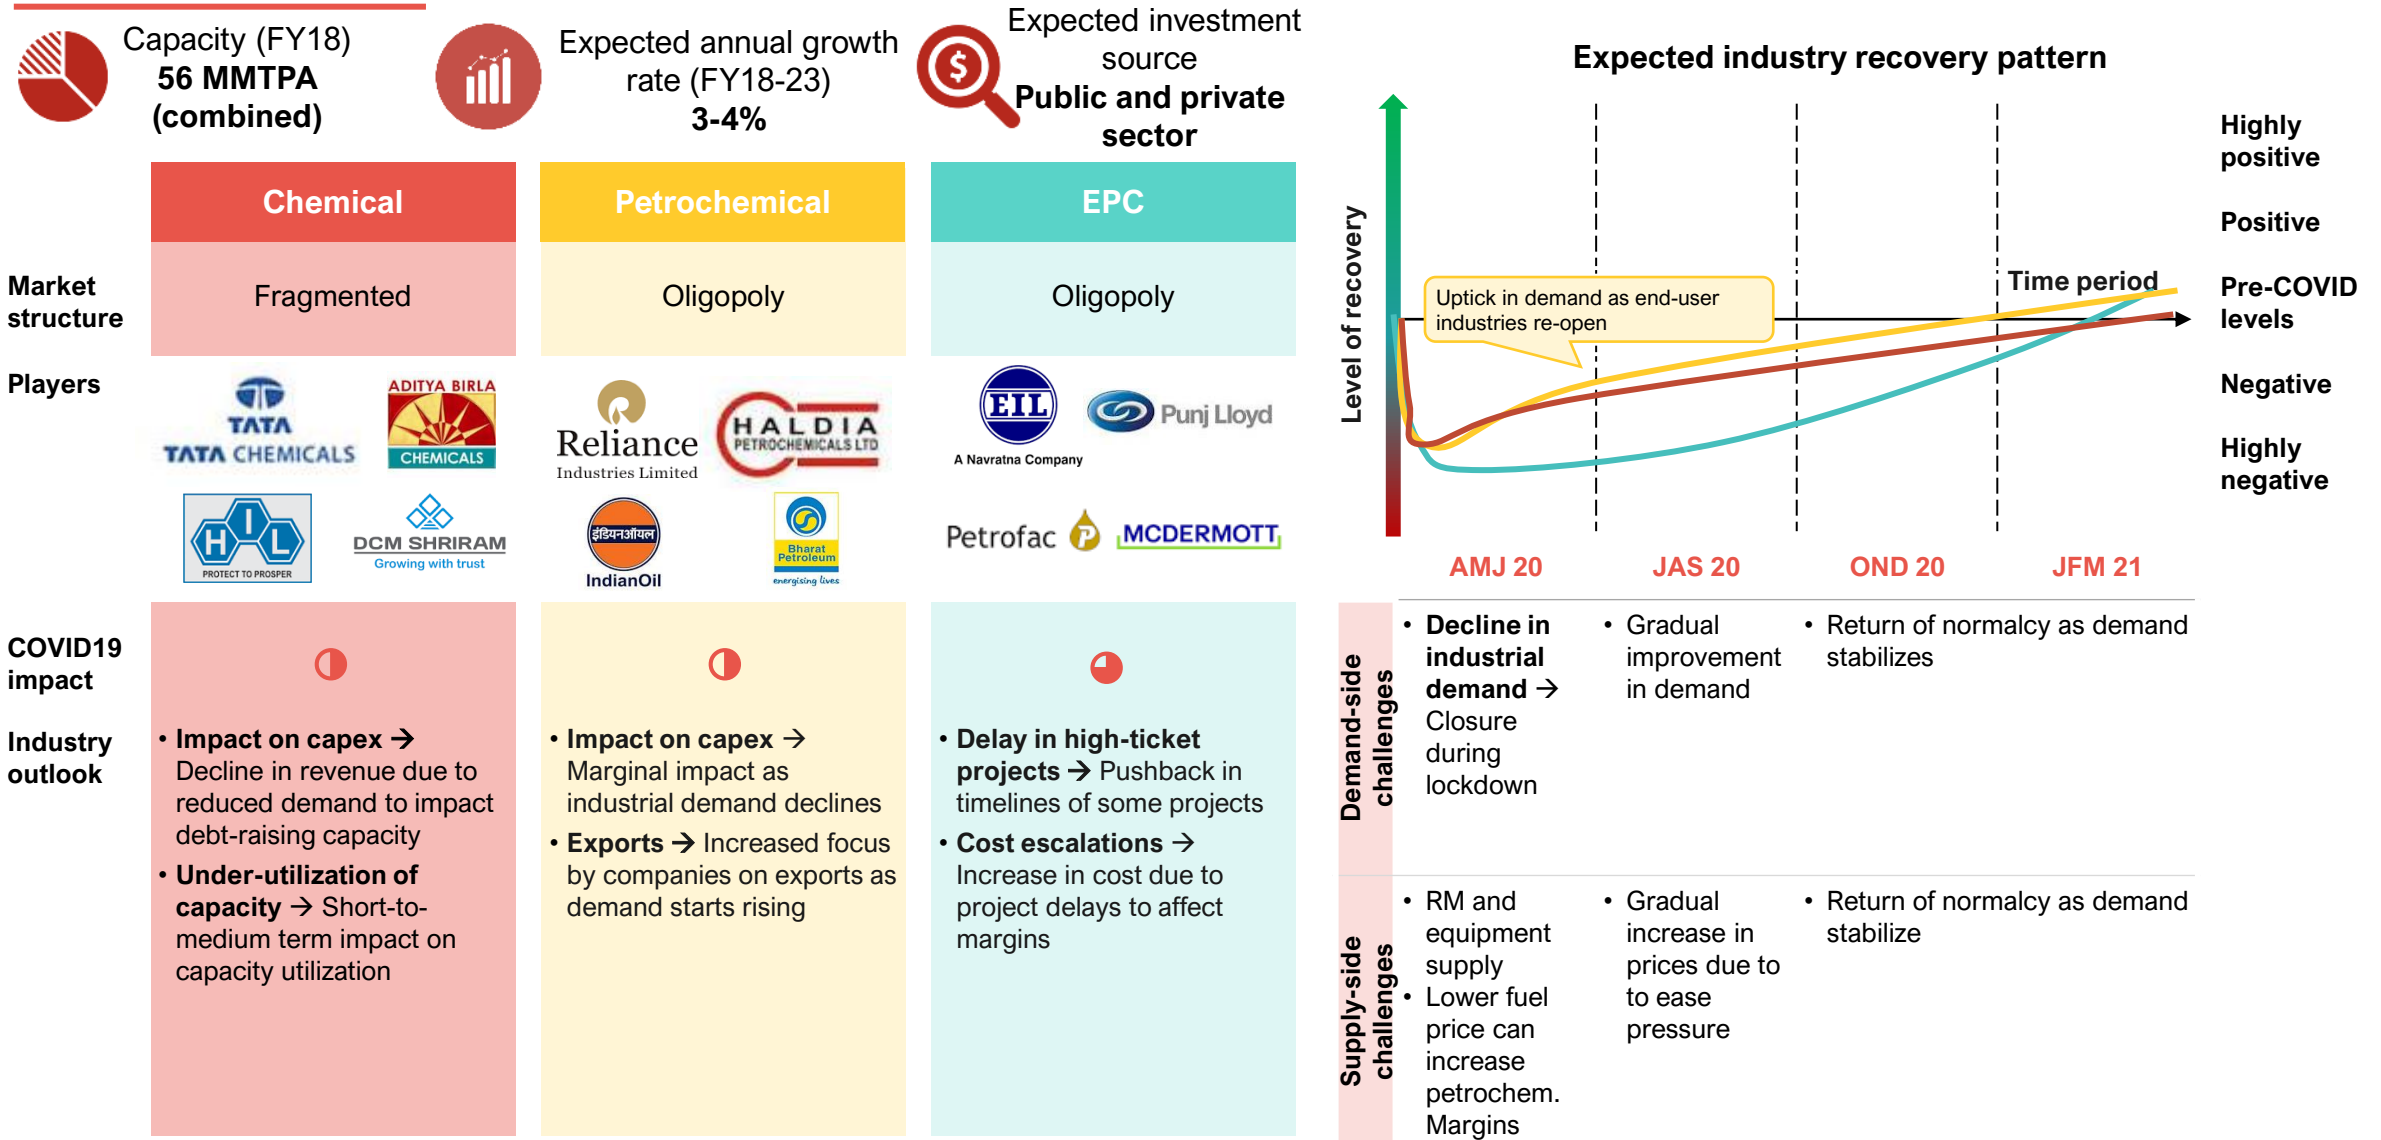 Capacity (FY18)
56 MMTPA
(combined)
Expected annual growth
rate (FY18-23)
3-4%
Expected investment
source
Public and private
sector
Chemical
Petrochemical
EPC
Market
structure
Fragmented
Oligopoly
Oligopoly
Players
TATA
TATA CHEMICALS
ADITYA BIRLA
CHEMICALS
HIL
PROTECT TO PROSPER
DCM SHRIRAM
Growing with trust
Reliance
Industries Limited
HALDIA
PETROCHEMICALS LTD
इंडियनऑयल
IndianOil
Bharat
Petroleum
energising lives
EIL
A Navratna Company
Punj Lloyd
Petrofac
MCDERMOTT
COVID19
impact
Industry
outlook
• Impact on capex →
Decline in revenue due to
reduced demand to impact
debt-raising capacity
• Under-utilization of
capacity → Short-to-
medium term impact on
capacity utilization
• Impact on capex →
Marginal impact as
industrial demand declines
• Exports → Increased focus
by companies on exports as
demand starts rising
• Delay in high-ticket
projects → Pushback in
timelines of some projects
• Cost escalations →
Increase in cost due to
project delays to affect
margins
Expected industry recovery pattern
Level of recovery
Uptick in demand as end-user
industries re-open
Time period
Highly
positive
Positive
Pre-COVID
levels
Negative
Highly
negative
AMJ 20
JAS 20
OND 20
JFM 21
Demand-side
challenges
• Decline in
industrial
demand →
Closure
during
lockdown
• Gradual
improvement
in demand
• Return of normalcy as demand
stabilizes
Supply-side
challenges
• RM and
equipment
supply
• Lower fuel
price can
increase
petrochem.
Margins
• Gradual
increase in
prices due to
to ease
pressure
• Return of normalcy as demand
stabilize